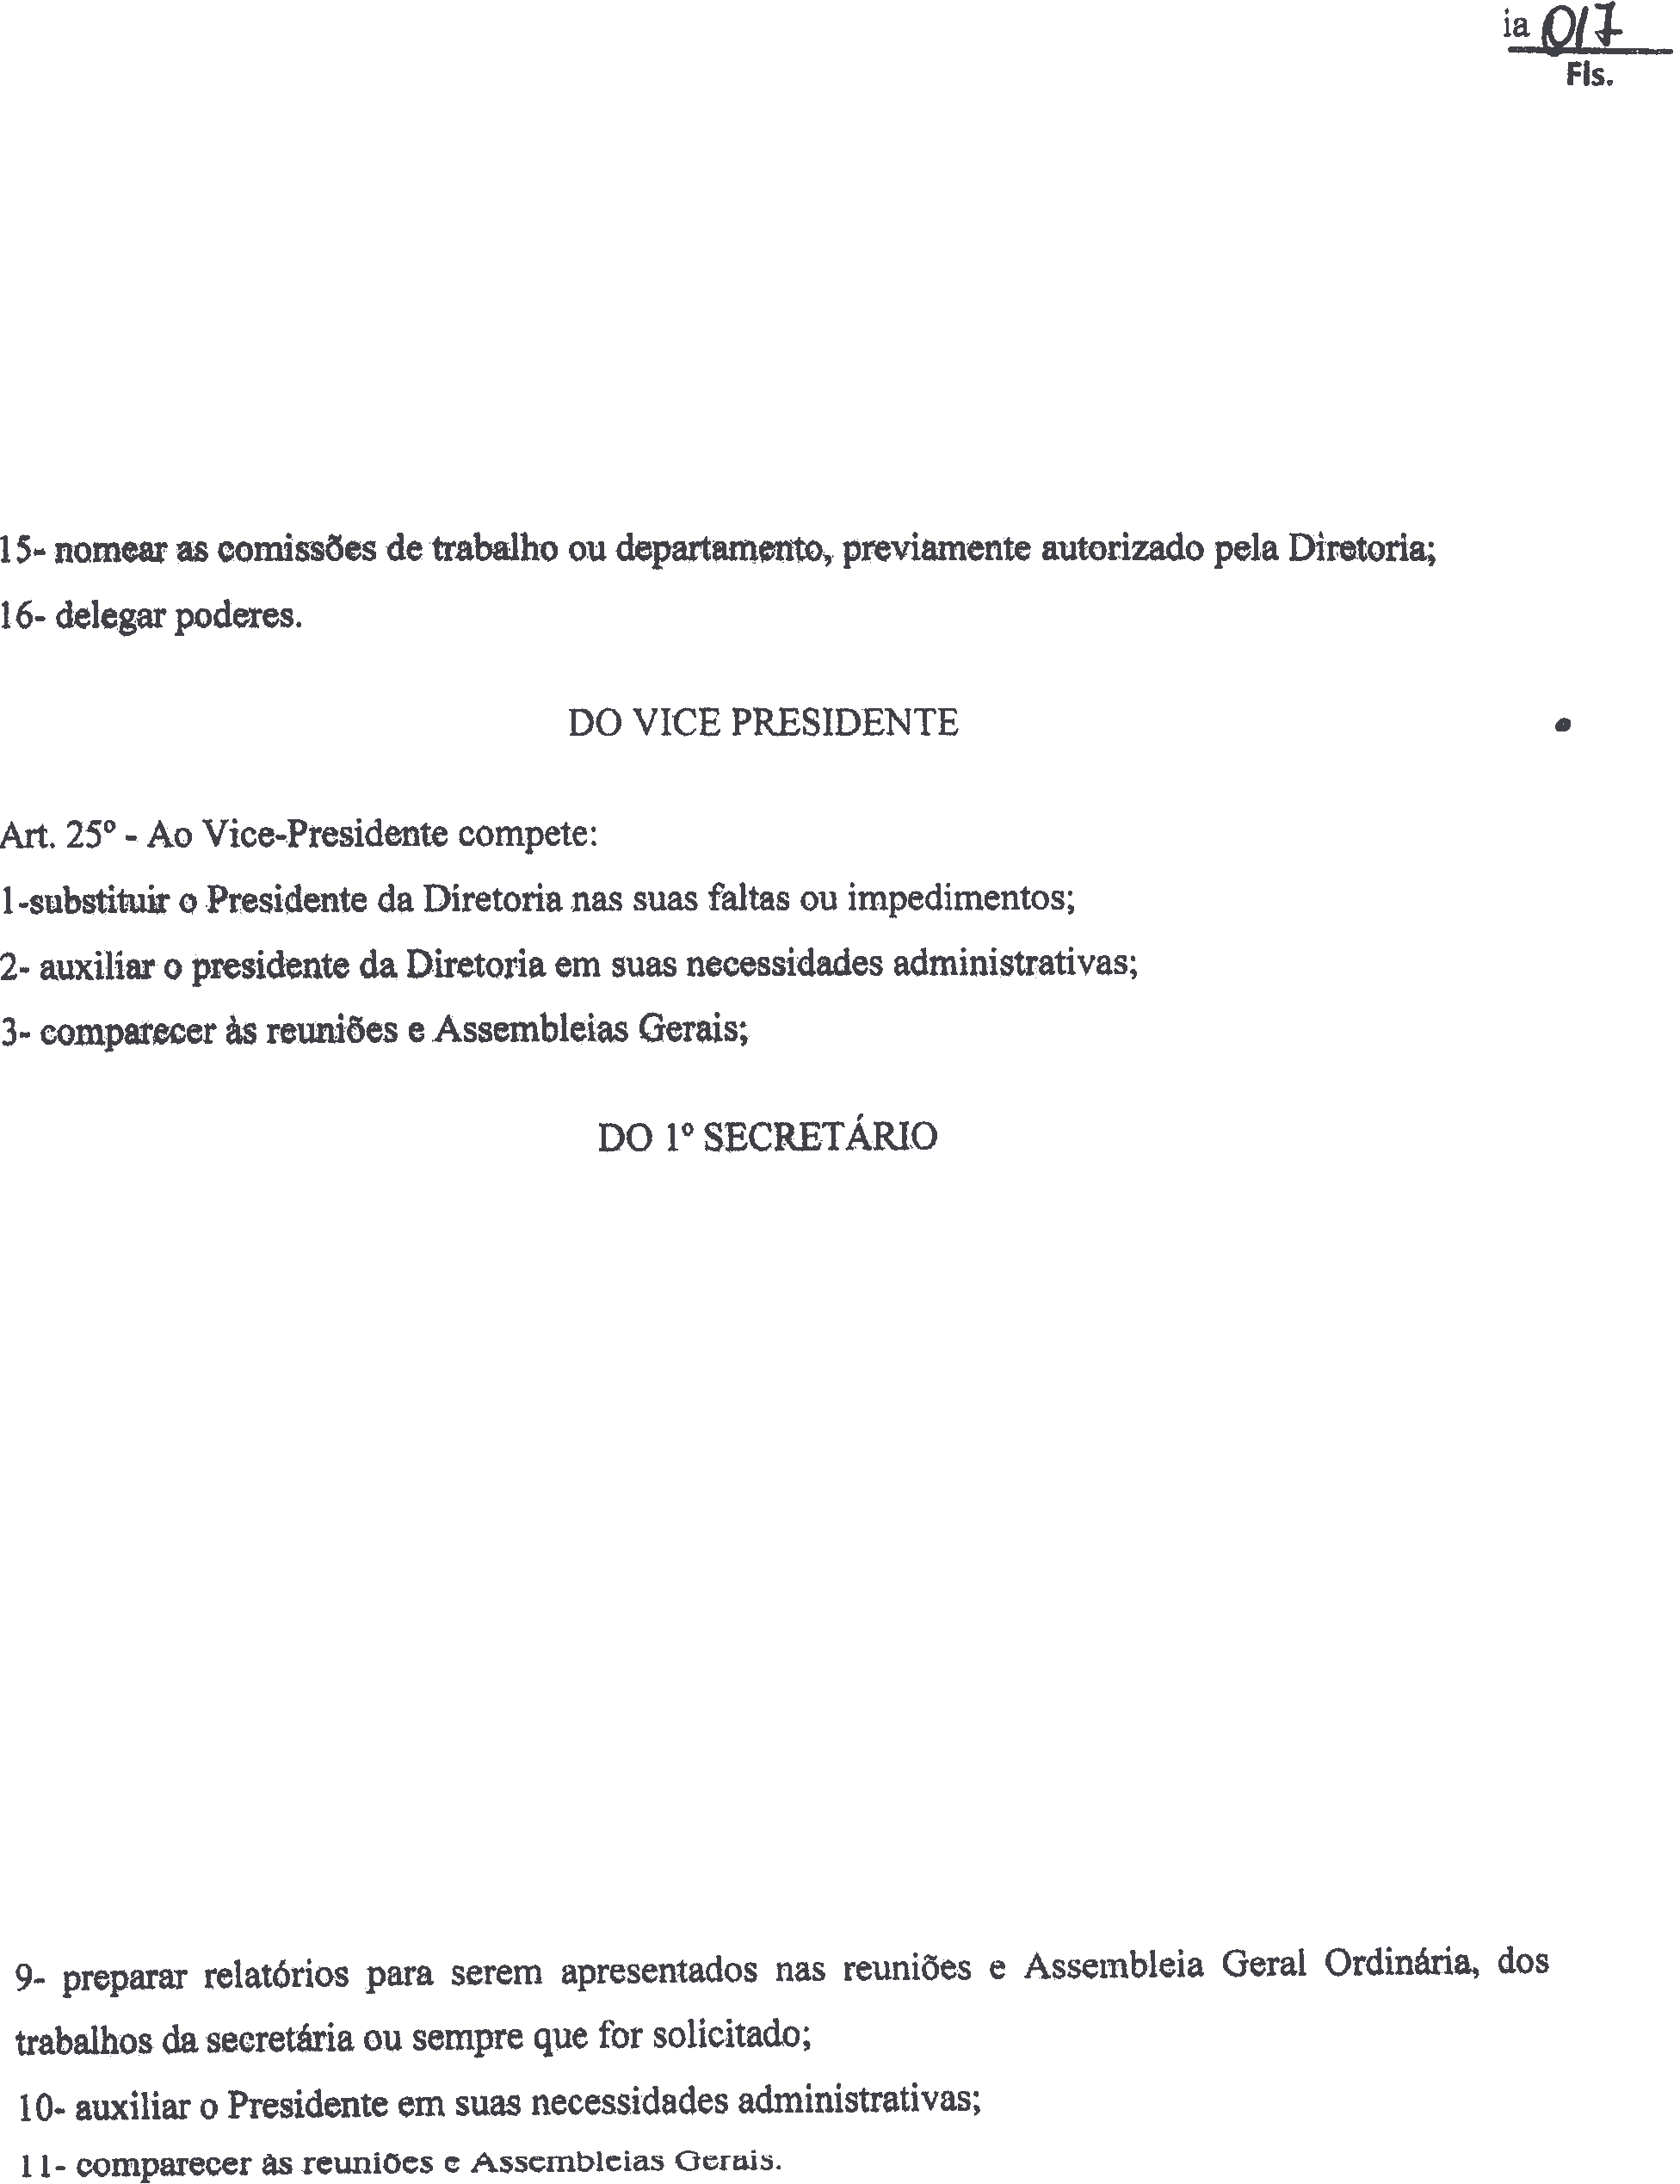 ia 017
Fls.
15- nomear as comissões de trabalho ou departamento, previamente autorizado pela Diretoria;
16- delegar poderes.
DO VICE PRESIDENTE
Art. 25º - Ao Vice-Presidente compete:
1-substituir o Presidente da Diretoria nas suas faltas ou impedimentos;
2- auxiliar o presidente da Diretoria em suas necessidades administrativas;
3- comparecer às reuniões e Assembleias Gerais;
DO 1º SECRETÁRIO
9- preparar relatórios para serem apresentados nas reuniões e Assembleia Geral Ordinária, dos
trabalhos da secretária ou sempre que for solicitado;
10- auxiliar o Presidente em suas necessidades administrativas;
11- comparecer às reuniões e Assembleias Gerais.